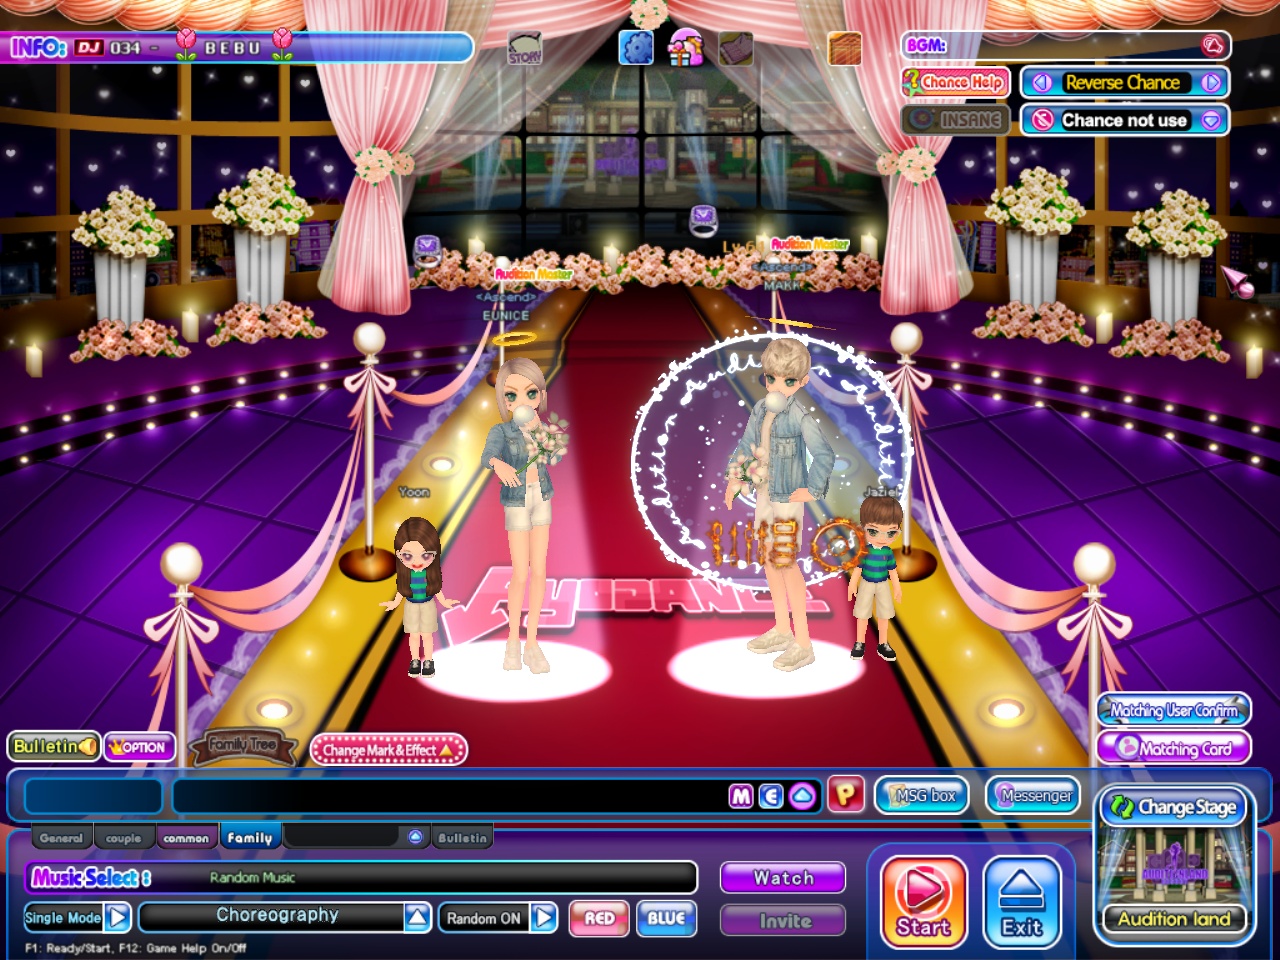 INFO: DJ 034 - BEBU
STORY
BGM:
Chance Help
Reverse Chance
INSANE
Chance not use
Audition Master
Audition Master
<Ascend>
MAKK
<Ascend>
EUNICE
Yoon
Jaziel
Bulletin
OPTION
Family Tree
Change Mark & Effect
Matching User Confirm
Matching Card
M
E
P
MSG box
Messenger
Change Stage
General
couple
common
Family
Bulletin
Music Select :
Random Music
Watch
Single Mode
Choreography
Random ON
RED
BLUE
Invite
Start
Exit
Audition land
F1: Ready/Start, F12: Game Help On/Off